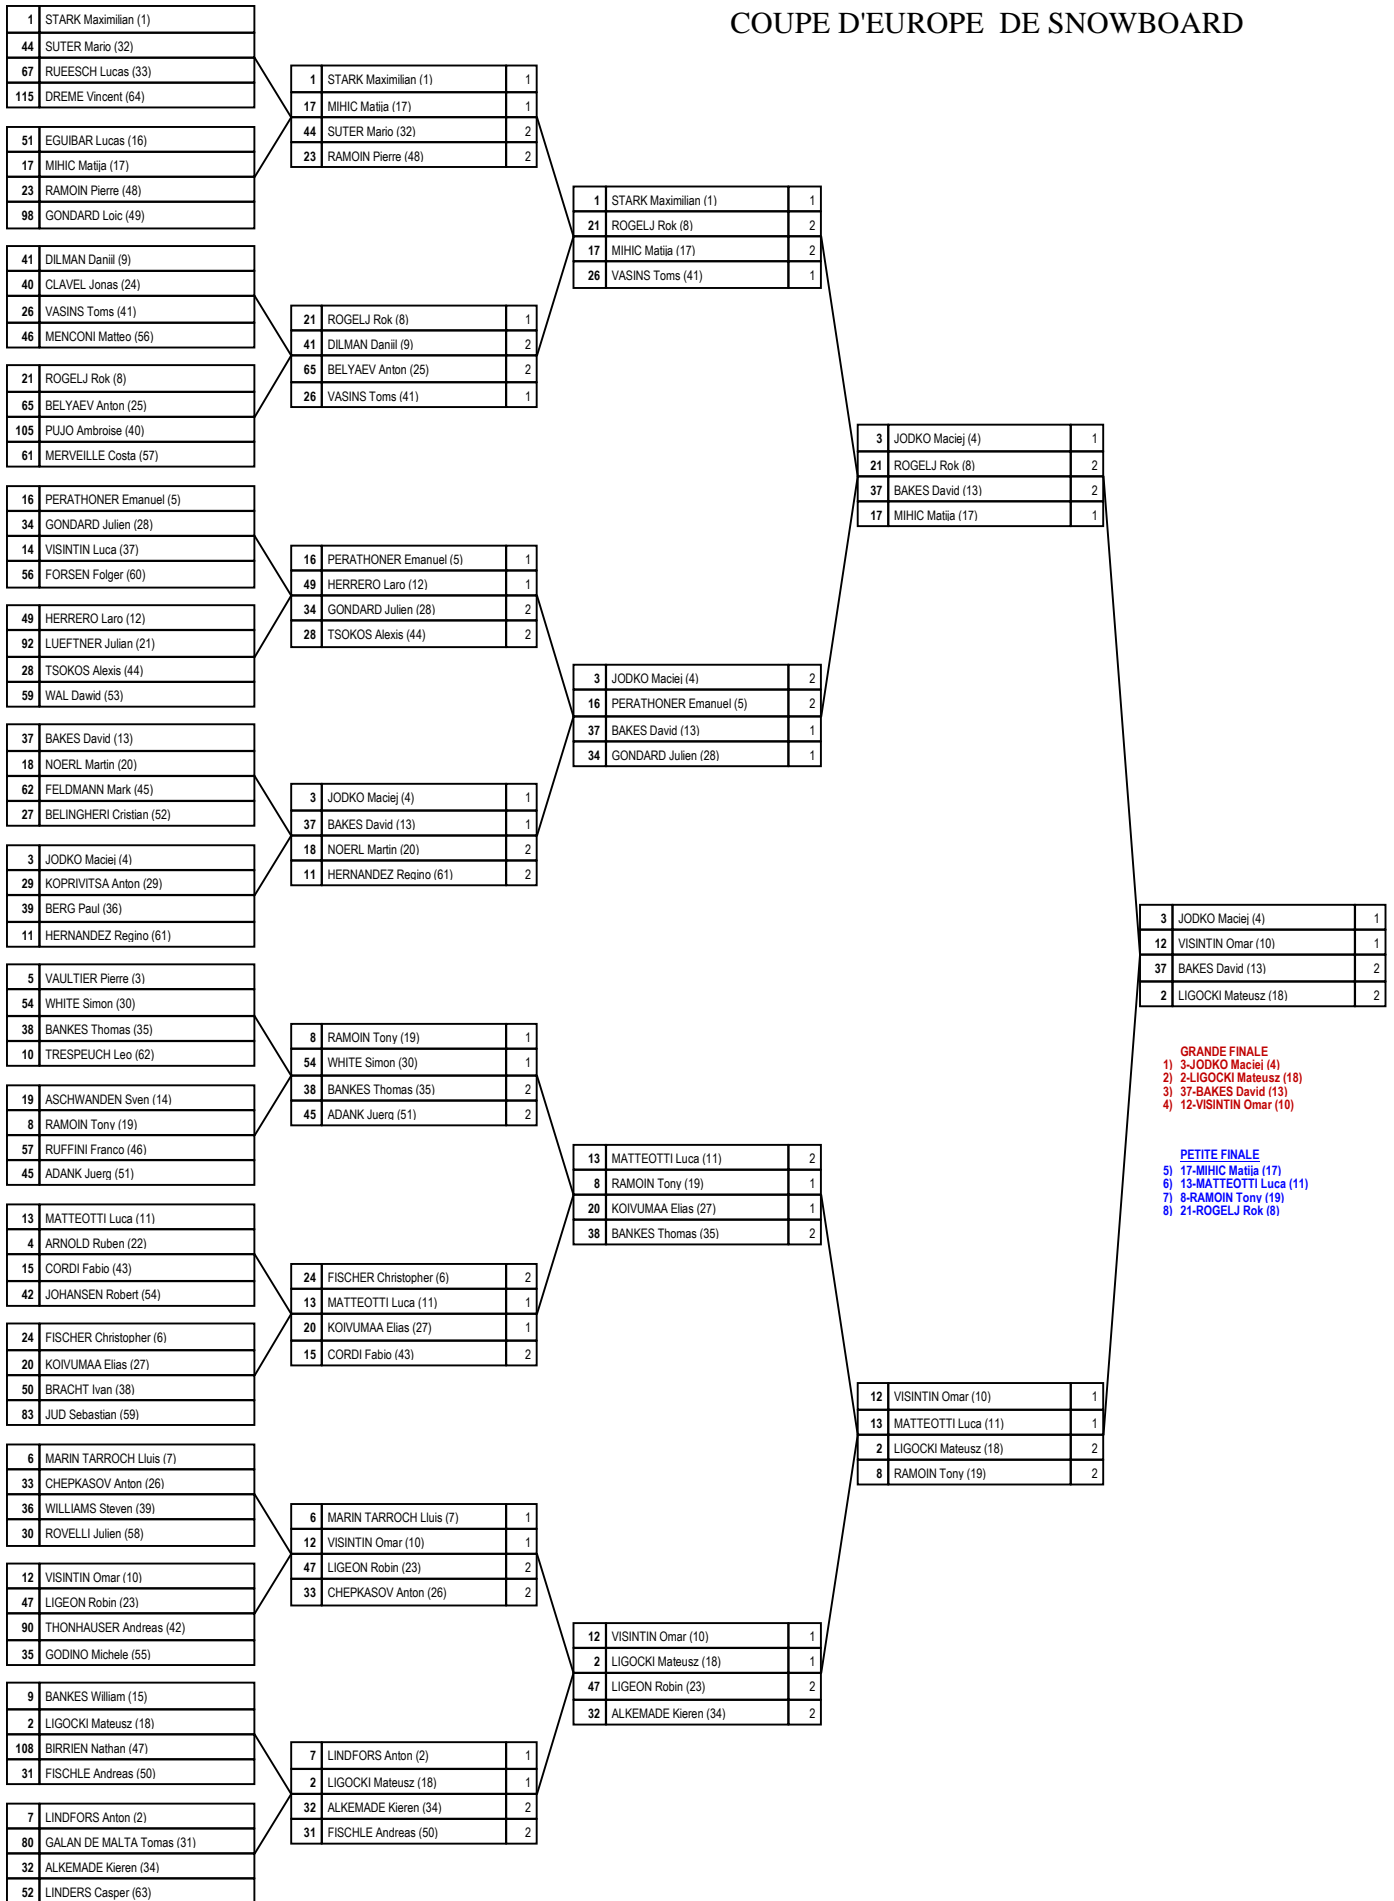 COUPE D'EUROPE DE SNOWBOARD
1 STARK Maximilian (1)
44 SUTER Mario (32)
67 RUEESCH Lucas (33)
115 DREME Vincent (64)
51 EGUIBAR Lucas (16)
17 MIHIC Matija (17)
23 RAMOIN Pierre (48)
98 GONDARD Loic (49)
41 DILMAN Daniil (9)
40 CLAVEL Jonas (24)
26 VASINS Toms (41)
46 MENCONI Matteo (56)
21 ROGELJ Rok (8)
65 BELYAEV Anton (25)
105 PUJO Ambroise (40)
61 MERVEILLE Costa (57)
16 PERATHONER Emanuel (5)
34 GONDARD Julien (28)
14 VISINTIN Luca (37)
56 FORSEN Folger (60)
49 HERRERO Laro (12)
92 LUEFTNER Julian (21)
28 TSOKOS Alexis (44)
59 WAL Dawid (53)
37 BAKES David (13)
18 NOERL Martin (20)
62 FELDMANN Mark (45)
27 BELINGHERI Cristian (52)
3 JODKO Maciej (4)
29 KOPRIVITSA Anton (29)
39 BERG Paul (36)
11 HERNANDEZ Regino (61)
5 VAULTIER Pierre (3)
54 WHITE Simon (30)
38 BANKES Thomas (35)
10 TRESPEUCH Leo (62)
19 ASCHWANDEN Sven (14)
8 RAMOIN Tony (19)
57 RUFFINI Franco (46)
45 ADANK Juerg (51)
13 MATTEOTTI Luca (11)
4 ARNOLD Ruben (22)
15 CORDI Fabio (43)
42 JOHANSEN Robert (54)
24 FISCHER Christopher (6)
20 KOIVUMAA Elias (27)
50 BRACHT Ivan (38)
83 JUD Sebastian (59)
6 MARIN TARROCH Lluis (7)
33 CHEPKASOV Anton (26)
36 WILLIAMS Steven (39)
30 ROVELLI Julien (58)
12 VISINTIN Omar (10)
47 LIGEON Robin (23)
90 THONHAUSER Andreas (42)
35 GODINO Michele (55)
9 BANKES William (15)
2 LIGOCKI Mateusz (18)
108 BIRRIEN Nathan (47)
31 FISCHLE Andreas (50)
7 LINDFORS Anton (2)
80 GALAN DE MALTA Tomas (31)
32 ALKEMADE Kieren (34)
52 LINDERS Casper (63)
1 STARK Maximilian (1) 1
17 MIHIC Matija (17) 1
44 SUTER Mario (32) 2
23 RAMOIN Pierre (48) 2
21 ROGELJ Rok (8) 1
41 DILMAN Daniil (9) 2
65 BELYAEV Anton (25) 2
26 VASINS Toms (41) 1
16 PERATHONER Emanuel (5) 1
49 HERRERO Laro (12) 1
34 GONDARD Julien (28) 2
28 TSOKOS Alexis (44) 2
3 JODKO Maciej (4) 1
37 BAKES David (13) 1
18 NOERL Martin (20) 2
11 HERNANDEZ Regino (61) 2
8 RAMOIN Tony (19) 1
54 WHITE Simon (30) 1
38 BANKES Thomas (35) 2
45 ADANK Juerg (51) 2
24 FISCHER Christopher (6) 2
13 MATTEOTTI Luca (11) 1
20 KOIVUMAA Elias (27) 1
15 CORDI Fabio (43) 2
6 MARIN TARROCH Lluis (7) 1
12 VISINTIN Omar (10) 1
47 LIGEON Robin (23) 2
33 CHEPKASOV Anton (26) 2
7 LINDFORS Anton (2) 1
2 LIGOCKI Mateusz (18) 1
32 ALKEMADE Kieren (34) 2
31 FISCHLE Andreas (50) 2
1 STARK Maximilian (1) 1
21 ROGELJ Rok (8) 2
17 MIHIC Matija (17) 2
26 VASINS Toms (41) 1
3 JODKO Maciej (4) 2
16 PERATHONER Emanuel (5) 2
37 BAKES David (13) 1
34 GONDARD Julien (28) 1
13 MATTEOTTI Luca (11) 2
8 RAMOIN Tony (19) 1
20 KOIVUMAA Elias (27) 1
38 BANKES Thomas (35) 2
12 VISINTIN Omar (10) 1
2 LIGOCKI Mateusz (18) 1
47 LIGEON Robin (23) 2
32 ALKEMADE Kieren (34) 2
3 JODKO Maciej (4) 1
21 ROGELJ Rok (8) 2
37 BAKES David (13) 2
17 MIHIC Matija (17) 1
12 VISINTIN Omar (10) 1
13 MATTEOTTI Luca (11) 1
2 LIGOCKI Mateusz (18) 2
8 RAMOIN Tony (19) 2
3 JODKO Maciej (4) 1
12 VISINTIN Omar (10) 1
37 BAKES David (13) 2
2 LIGOCKI Mateusz (18) 2
GRANDE FINALE
1) 3-JODKO Maciej (4)
2) 2-LIGOCKI Mateusz (18)
3) 37-BAKES David (13)
4) 12-VISINTIN Omar (10)
PETITE FINALE
5) 17-MIHIC Matija (17)
6) 13-MATTEOTTI Luca (11)
7) 8-RAMOIN Tony (19)
8) 21-ROGELJ Rok (8)